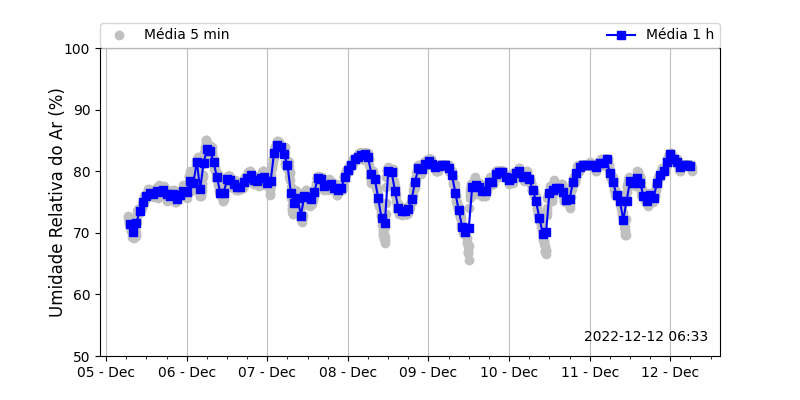 Média 5 min Média 1 h
100
90
80
70
60
50
Umidade Relativa do Ar (%)
2022-12-12 06:33
05 - Dec 06 - Dec 07 - Dec 08 - Dec 09 - Dec 10 - Dec 11 - Dec 12 - Dec